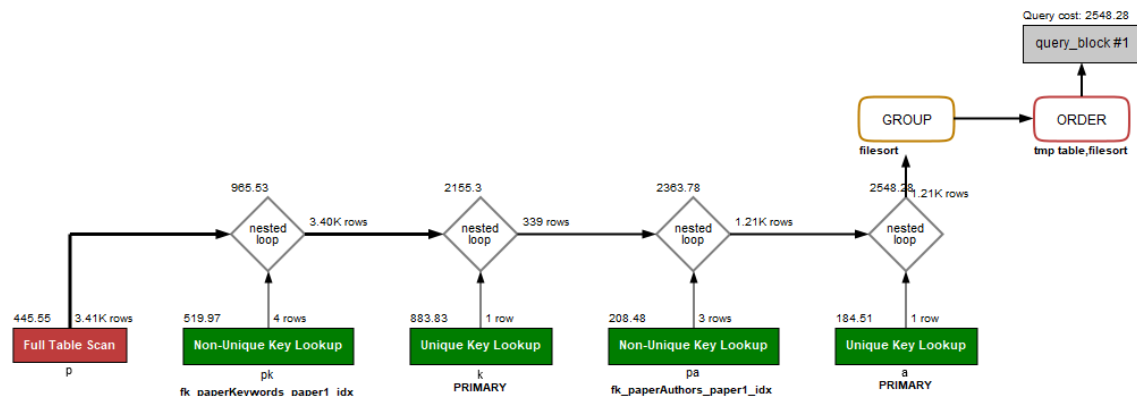 Query cost: 2548.28
query_block #1
GROUP
ORDER
filesort
tmp table,filesort
965.53
2155.3
2363.78
2548.28
1.21K rows
nested
loop
3.40K rows
nested
loop
339 rows
nested
loop
1.21K rows
nested
loop
445.55
3.41K rows
519.97
4 rows
883.83
1 row
208.48
3 rows
184.51
1 row
Full Table Scan
Non-Unique Key Lookup
Unique Key Lookup
Non-Unique Key Lookup
Unique Key Lookup
p
pk
k
pa
a
fk_paperKeywords_paper1_idx
PRIMARY
fk_paperAuthors_paper1_idx
PRIMARY